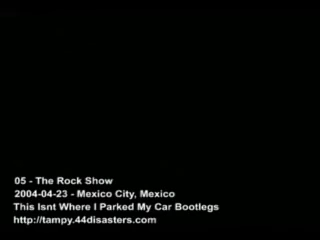 05 - The Rock Show
2004-04-23 - Mexico City, Mexico
This Isnt Where I Parked My Car Bootlegs
http://tampy.44disasters.com